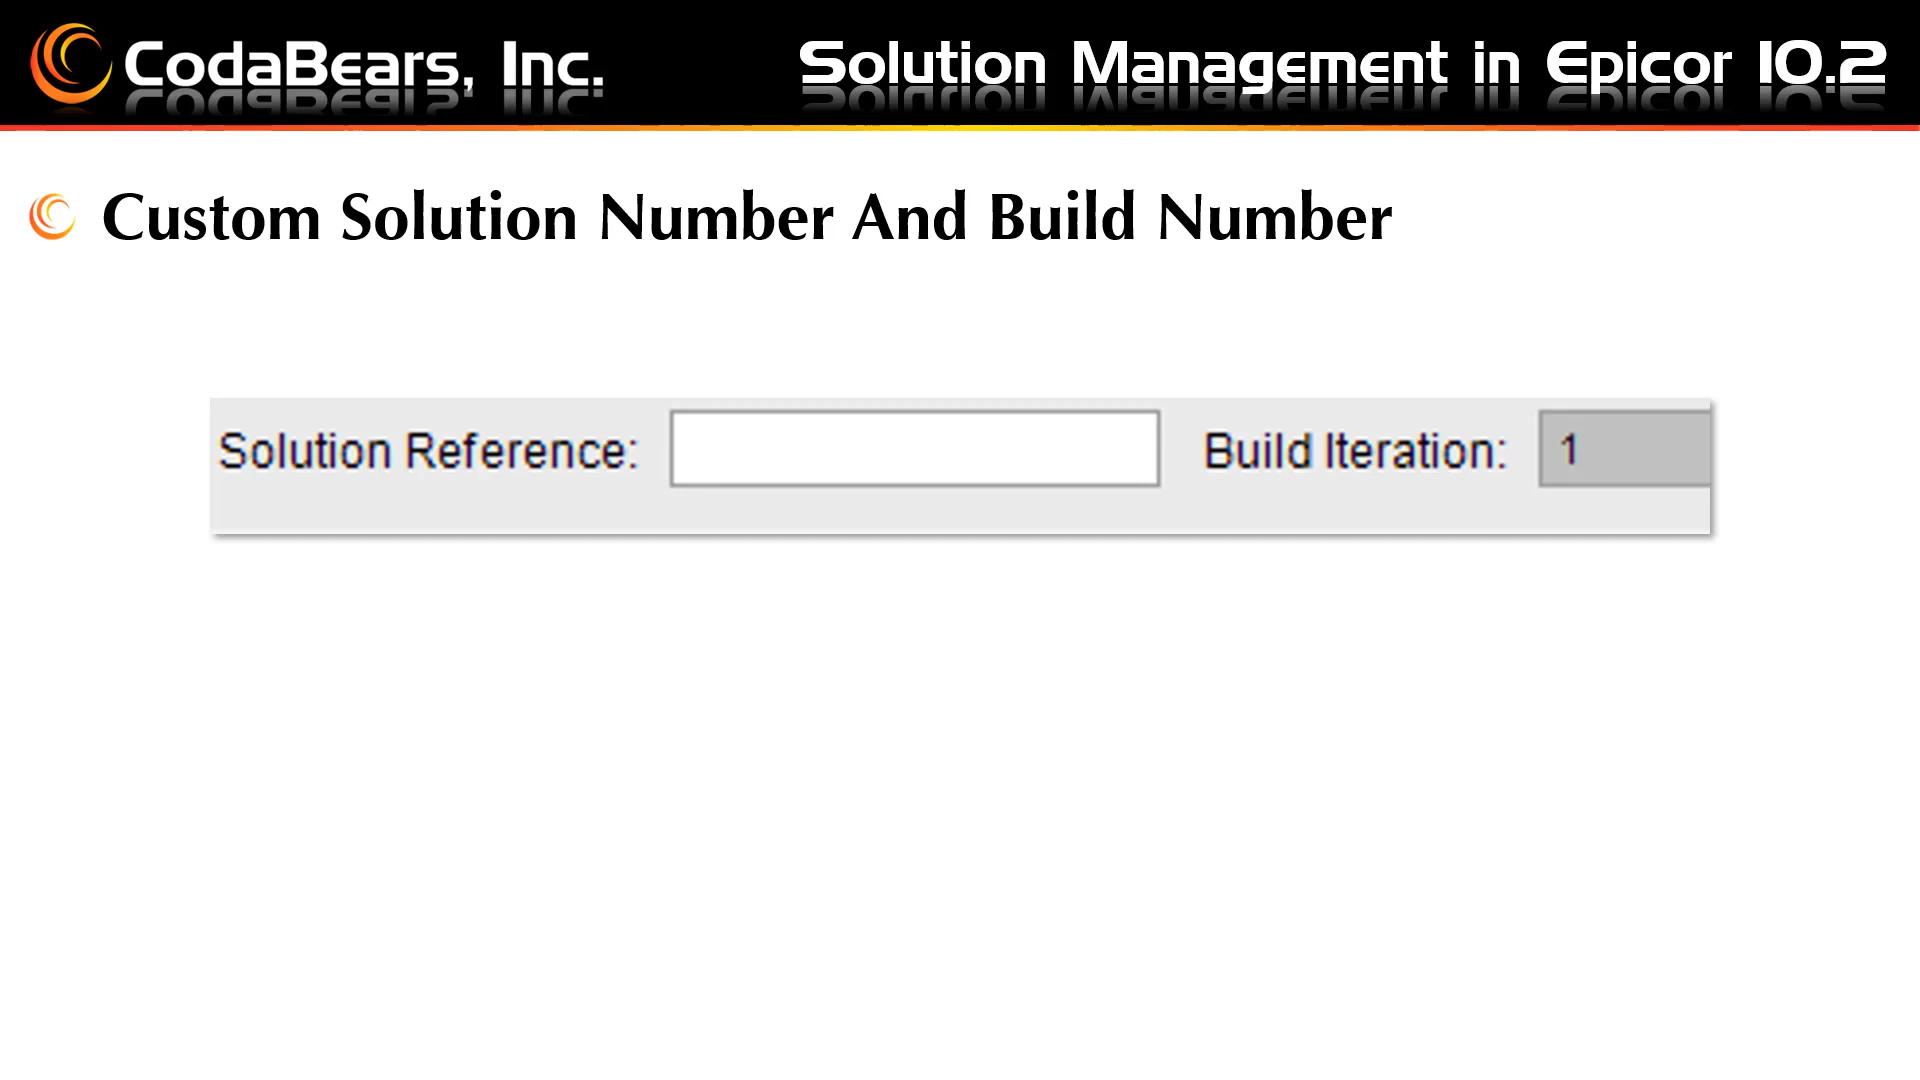 CodaBears, Inc.
Solution Management in Epicor 10.2
Custom Solution Number And Build Number
Solution Reference:
Build Iteration: 1